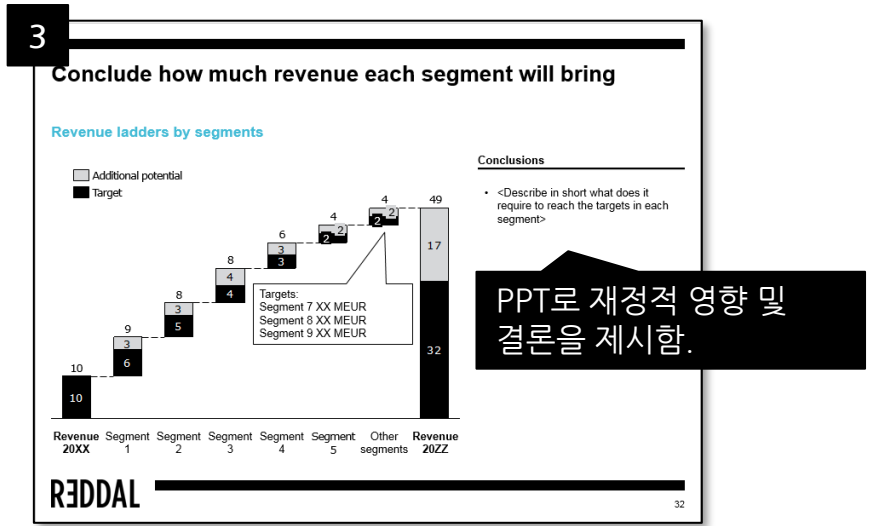 3
Conclude how much revenue each segment will bring
Revenue ladders by segments
Additional potential
Target
10
10
9
3
6
8
3
5
8
4
4
6
3
3
4
2
2
4
2
2
49
17
32
Targets:
Segment 7 XX MEUR
Segment 8 XX MEUR
Segment 9 XX MEUR
Revenue 20XX
Segment 1
Segment 2
Segment 3
Segment 4
Segment 5
Other segments
Revenue 20ZZ
Conclusions
• <Describe in short what does it
require to reach the targets in each
segment>
PPT로 재정적 영향 및
결론을 제시함.
REDDAL
32